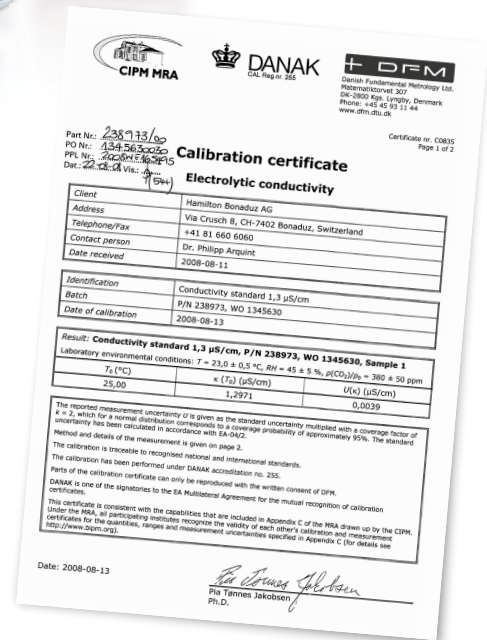 CIPM MRA
DANAK
CAL Reg.nr. 255
DFM
Danish Fundamental Metrology Ltd.
Matematiktorvet 307
DK-2800 Kgs. Lyngby, Denmark
Phone: +45 45 93 11 44
www.dfm.dtu.dk
Certificate nr. C0835
Page 1 of 2
Part Nr.: 238973/00
PO Nr.:
PPL Nr.:
Dat.: Vis.:
Calibration certificate
Electrolytic conductivity
Client Hamilton Bonaduz AG
Address Via Crusch 8, CH-7402 Bonaduz, Switzerland
Telephone/Fax +41 81 660 6060
Contact person Dr. Philipp Arquint
Date received 2008-08-11
Identification Conductivity standard 1,3 µS/cm
Batch P/N 238973, WO 1345630
Date of calibration 2008-08-13
Result: Conductivity standard 1,3 µS/cm, P/N 238973, WO 1345630, Sample 1
Laboratory environmental conditions: T = 23,0 ± 0,5 °C, RH = 45 ± 5 %, p(CO₂)/p₀ = 380 ± 50 ppm
T₀ (°C) κ (T₀) (µS/cm) U(κ) (µS/cm)
25,00 1,2971 0,0039
The reported measurement uncertainty U is given as the standard uncertainty multiplied with a coverage factor of
k = 2, which for a normal distribution corresponds to a coverage probability of approximately 95%. The standard
uncertainty has been calculated in accordance with EA-04/2.
Method and details of the measurement is given on page 2.
The calibration is traceable to recognised national and international standards.
The calibration has been performed under DANAK accreditation no. 255.
Parts of the calibration certificate can only be reproduced with the written consent of DFM.
DANAK is one of the signatories to the EA Multilateral Agreement for the mutual recognition of calibration
certificates.
This certificate is consistent with the capabilities that are included in Appendix C of the MRA drawn up by the CIPM.
Under the MRA, all participating institutes recognize the validity of each other's calibration and measurement
certificates for the quantities, ranges and measurement uncertainties specified in Appendix C (for details see
http://www.bipm.org).
Date: 2008-08-13
Pia Tønnes Jakobsen
Pia Tønnes Jakobsen
Ph.D.